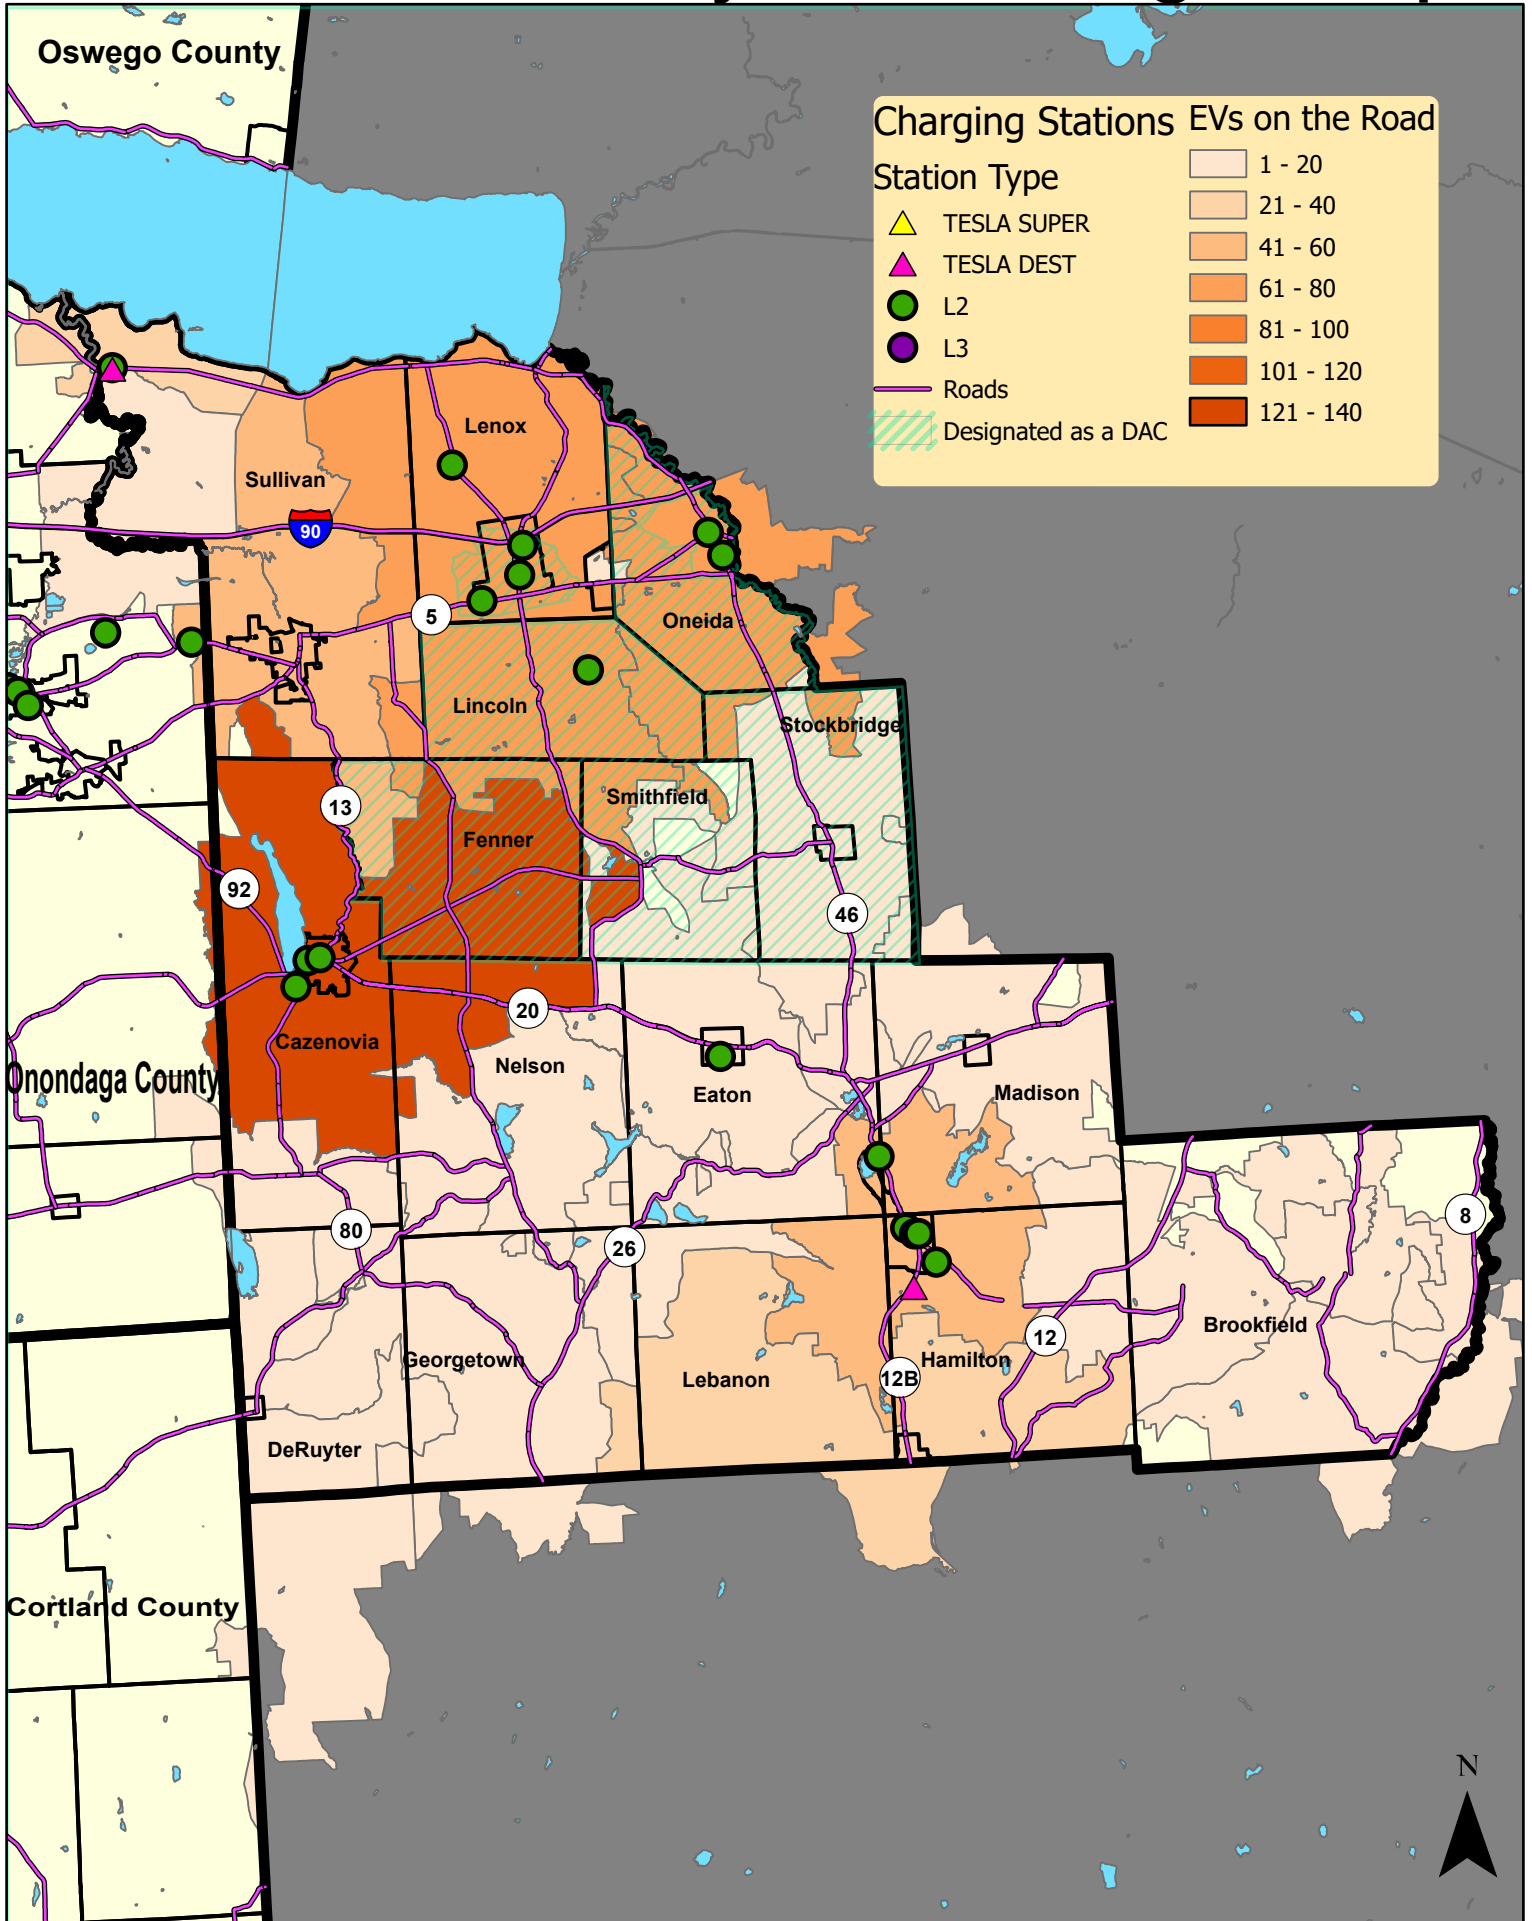 Oswego County
Charging Stations
Station Type
TESLA SUPER
TESLA DEST
L2
L3
Roads
Designated as a DAC
EVs on the Road
1 - 20
21 - 40
41 - 60
61 - 80
81 - 100
101 - 120
121 - 140
Lenox
Sullivan
90
5
Oneida
Lincoln
Stockbridge
13
Smithfield
Fenner
92
46
20
Cazenovia
Nelson
Onondaga County
Eaton
Madison
80
26
8
Brookfield
12
Georgetown
Hamilton
Lebanon
12B
DeRuyter
Cortland County
N